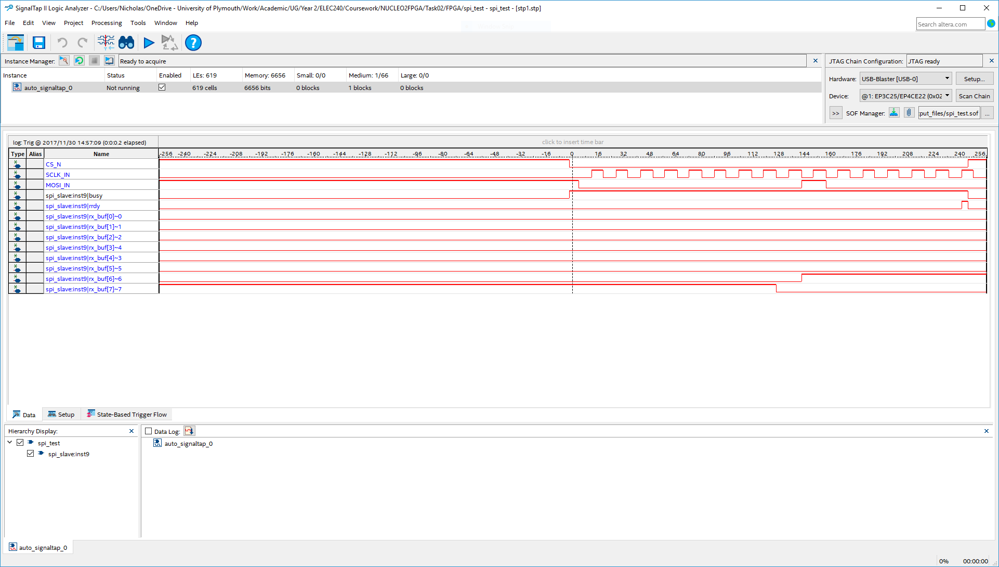 SignalTap II Logic Analyzer - C:/Users/Nicholas/OneDrive - University of Plymouth/Work/Academic/UG/Year 2/ELEC240/Coursework/NUCLEO2FPGA/Task02/FPGA/spi_test - spi_test - [stp1.stp]
File Edit View Project Processing Tools Window Help
Search altera.com
Instance Manager: Ready to acquire
JTAG Chain Configuration: JTAG ready
Instance Status Enabled LEs: 619 Memory: 6656 Small: 0/0 Medium: 1/66 Large: 0/0
auto_signaltap_0 Not running 619 cells 6656 bits 0 blocks 1 blocks 0 blocks
Hardware: USB-Blaster [USB-0] Setup...
Device: @1: EP3C25/EP4CE22 (0x02 Scan Chain
>> SOF Manager: :put_files/spi_test.sof ...
log: Trig @ 2017/11/30 14:57:09 (0:0:0.2 elapsed) click to insert time bar
Type Alias Name -256 -240 -224 -208 -192 -176 -160 -144 -128 -112 -96 -80 -64 -48 -32 -16 0 16 32 48 64 80 96 112 128 144 160 176 192 208 224 240 256
CS_N
SCLK_IN
MOSI_IN
spi_slave:inst9|busy
spi_slave:inst9|rrdy
spi_slave:inst9|rx_buf[0]~0
spi_slave:inst9|rx_buf[1]~1
spi_slave:inst9|rx_buf[2]~2
spi_slave:inst9|rx_buf[3]~4
spi_slave:inst9|rx_buf[4]~3
spi_slave:inst9|rx_buf[5]~5
spi_slave:inst9|rx_buf[6]~6
spi_slave:inst9|rx_buf[7]~7
Data Setup State-Based Trigger Flow
Hierarchy Display:
spi_test
spi_slave:inst9
Data Log:
auto_signaltap_0
auto_signaltap_0
0% 00:00:00